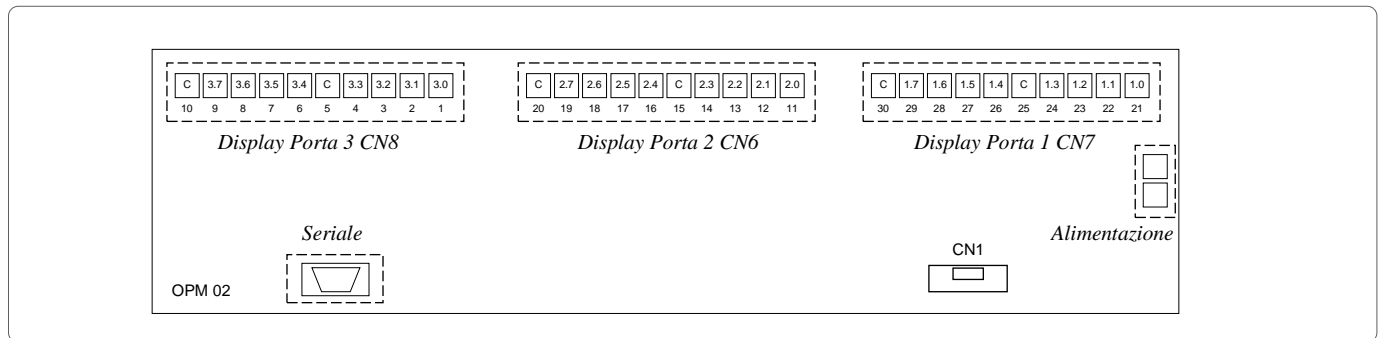 C 3.7 3.6 3.5 3.4 C 3.3 3.2 3.1 3.0
10 9 8 7 6 5 4 3 2 1
Display Porta 3 CN8
C 2.7 2.6 2.5 2.4 C 2.3 2.2 2.1 2.0
20 19 18 17 16 15 14 13 12 11
Display Porta 2 CN6
C 1.7 1.6 1.5 1.4 C 1.3 1.2 1.1 1.0
30 29 28 27 26 25 24 23 22 21
Display Porta 1 CN7
Seriale
Alimentazione
CN1
OPM 02